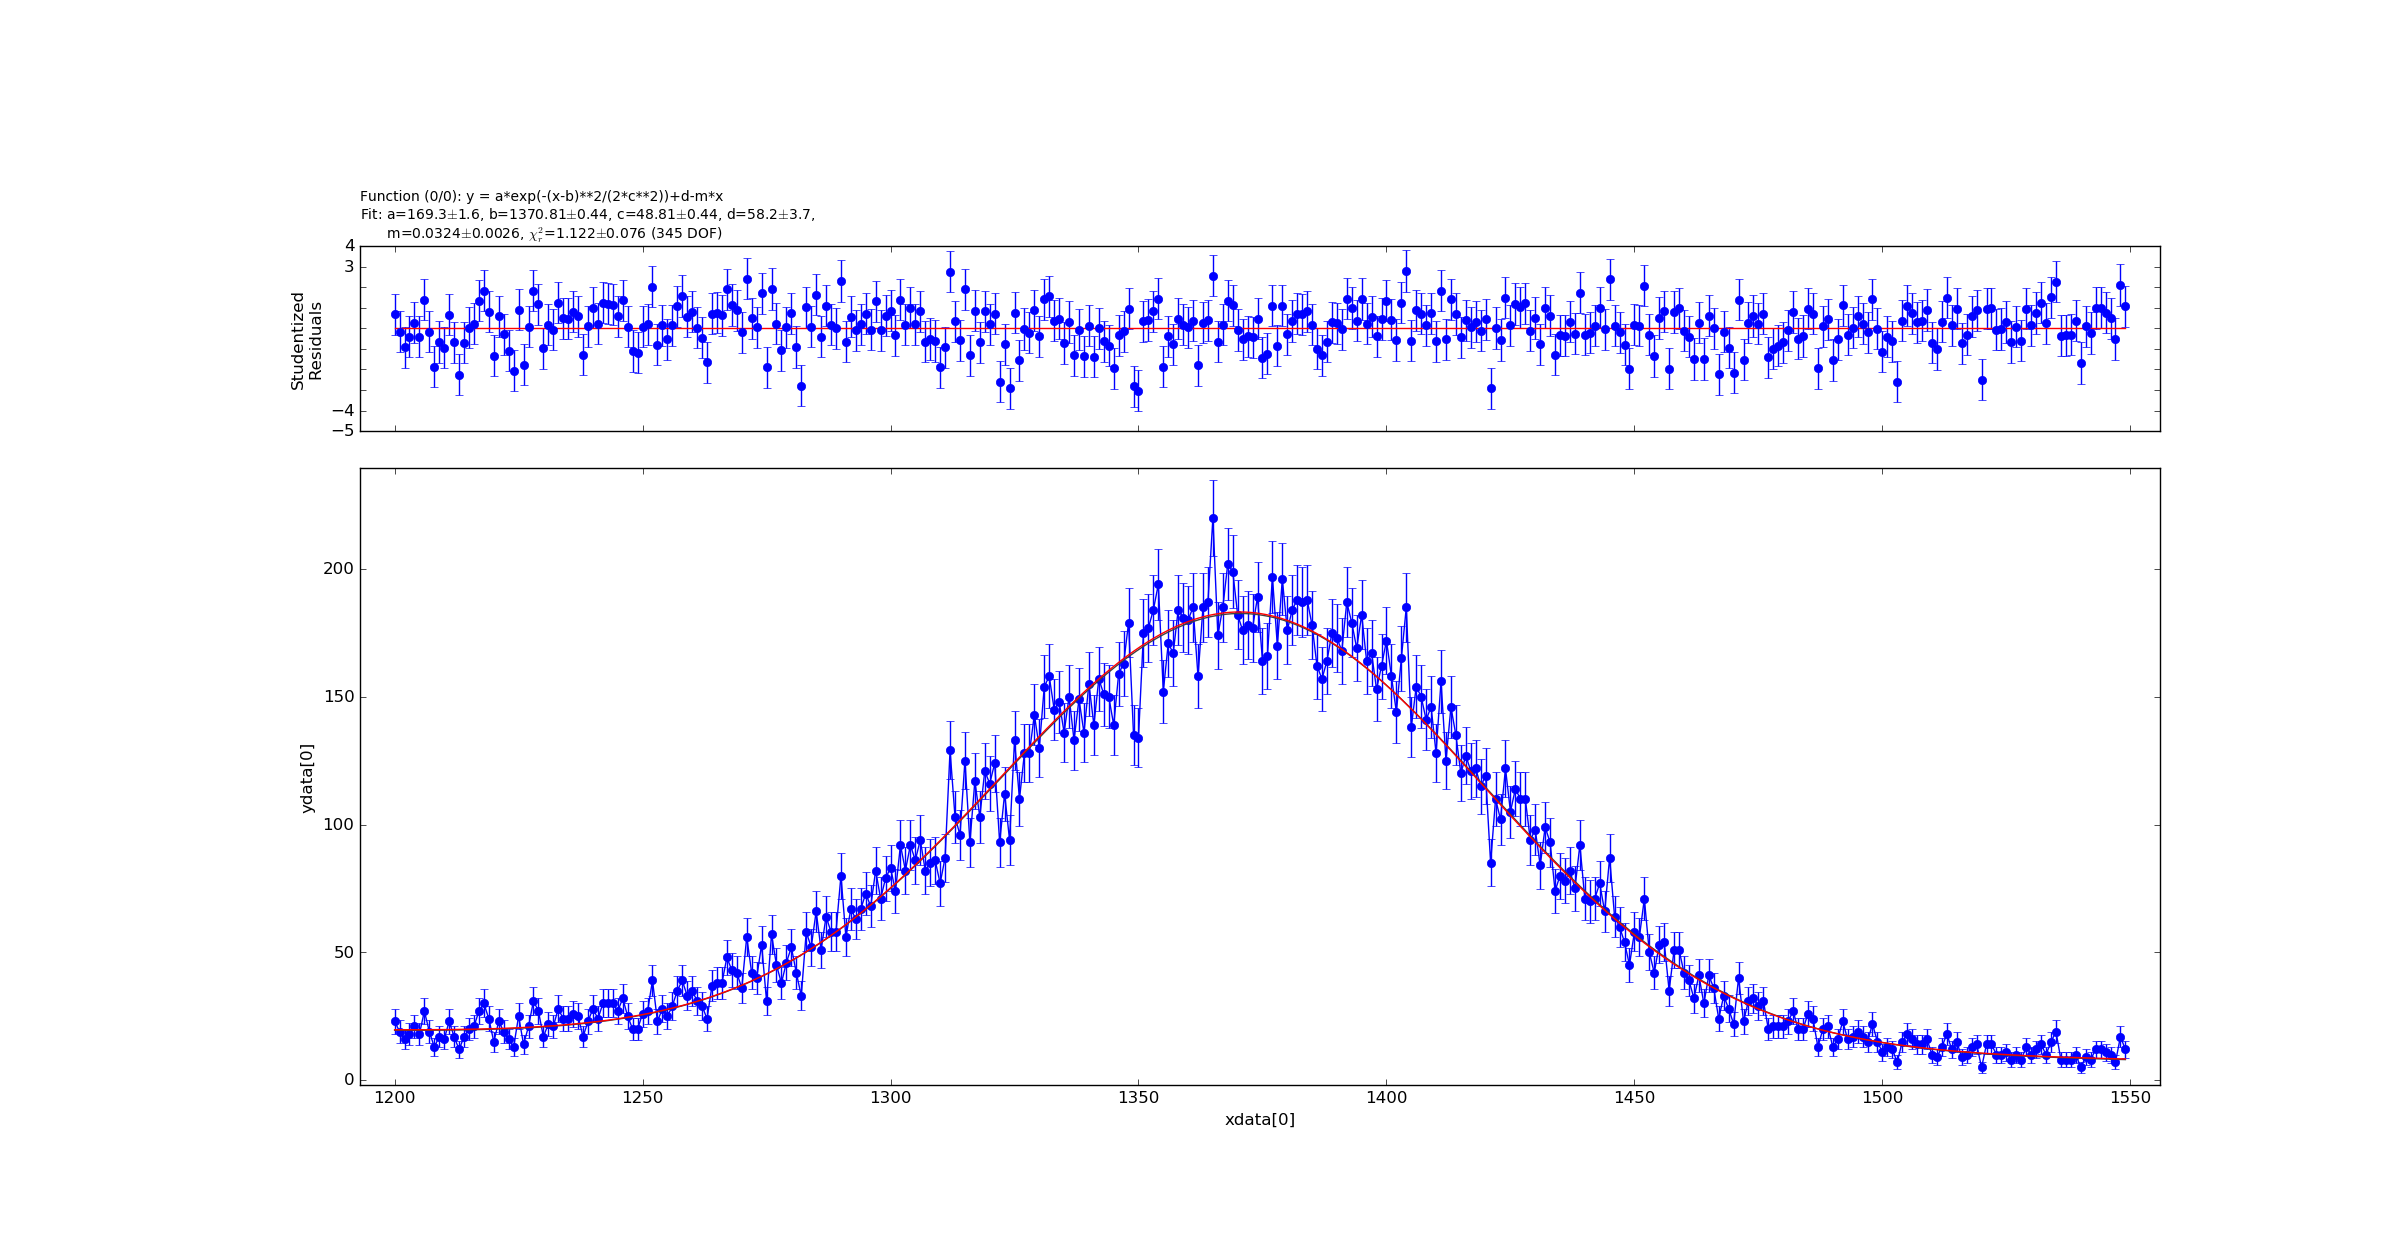 Function (0/0): y = a*exp(-(x-b)**2/(2*c**2))+d-m*x
Fit: a=169.3±1.6, b=1370.81±0.44, c=48.81±0.44, d=58.2±3.7,
m=0.0324±0.0026, χ²ᵣ=1.122±0.076 (345 DOF)
4
3
−4
−5
Studentized
Residuals
200
150
100
50
0
ydata[0]
1200 1250 1300 1350 1400 1450 1500 1550
xdata[0]